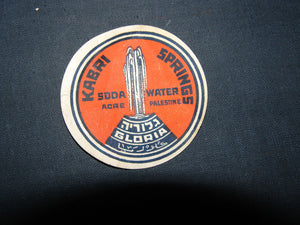 KABRI SPRINGS
SODA WATER
ACRE PALESTINE
גלוריה
GLORIA